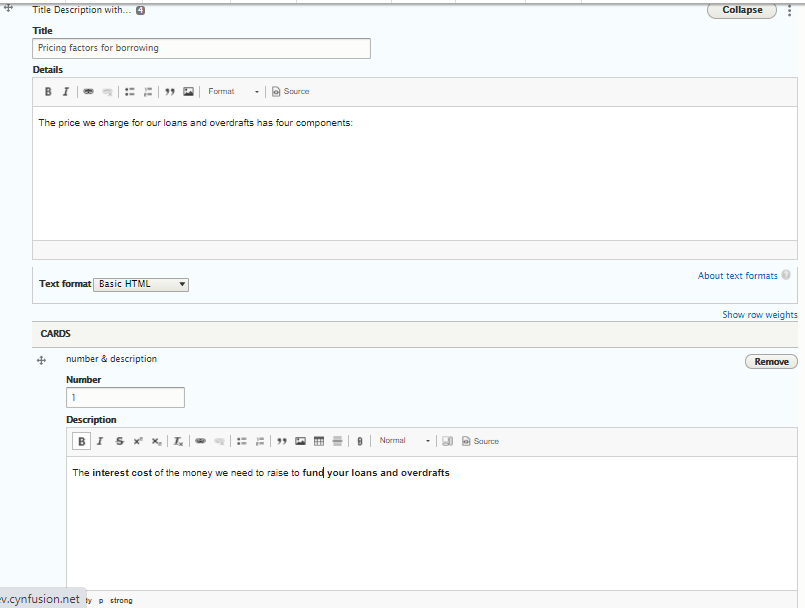 Title Description with... 4
Collapse
Title
Pricing factors for borrowing
Details
B I Format Source
The price we charge for our loans and overdrafts has four components:
Text format Basic HTML
About text formats ?
Show row weights
CARDS
number & description
Remove
Number
1
Description
B I S x² x₂ Tx Normal Source
The interest cost of the money we need to raise to fund your loans and overdrafts
v.cynfusion.net dy p strong